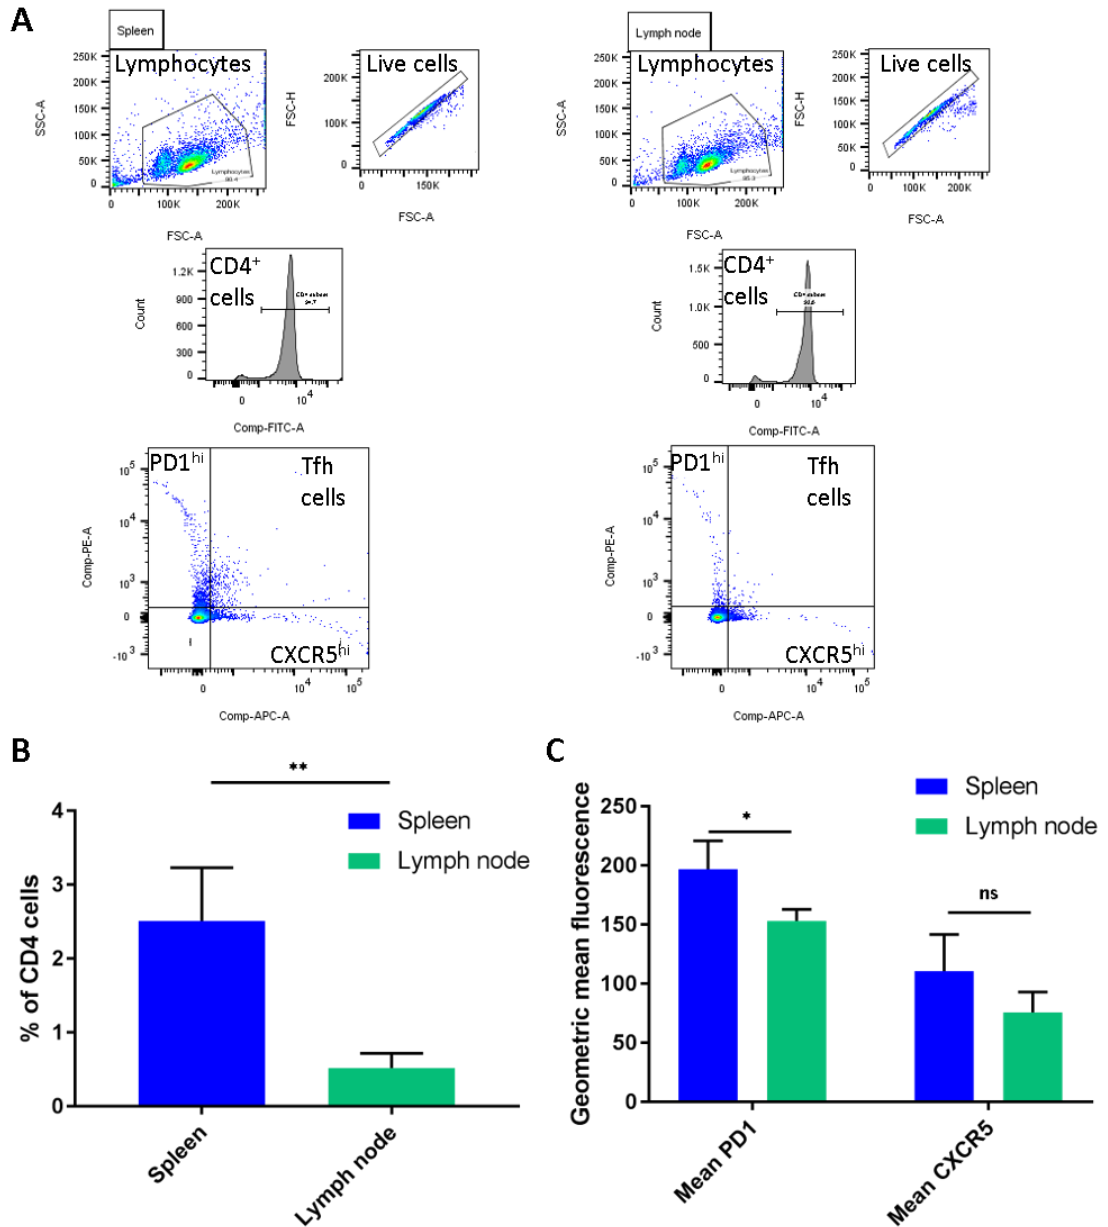 A
Spleen
Lymphocytes
250K
200K
150K
100K
50K
0
SSC-A
Lymphocytes
0 100K 200K
FSC-A
Live cells
200K
100K
0
FSC-H
0 150K
FSC-A
Lymph node
Lymphocytes
250K
200K
150K
100K
50K
0
SSC-A
Lymphocytes
0 100K 200K
FSC-A
Live cells
250K
200K
150K
100K
50K
0
FSC-H
0 100K 200K
FSC-A
CD4+
cells
1.2K
900
600
300
0
Count
0 10^4
Comp-FITC-A
CD4+
cells
1.5K
1.0K
500
0
Count
0 10^4
Comp-FITC-A
PD1hi
Tfh
cells
10^5
10^4
10^3
0
-10^3
Comp-PE-A
CXCR5hi
0 10^4 10^5
Comp-APC-A
PD1hi
Tfh
cells
10^5
10^4
10^3
0
-10^3
Comp-PE-A
CXCR5hi
0 10^4 10^5
Comp-APC-A
B
**
Spleen
Lymph node
4
3
2
1
0
% of CD4 cells
Spleen
Lymph node
C
Spleen
Lymph node
250
200
150
100
50
0
Geometric mean fluorescence
*
ns
Mean PD1
Mean CXCR5